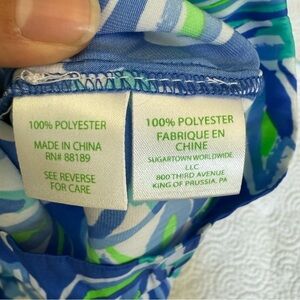 100% POLYESTER
MADE IN CHINA
RN# 88189
SEE REVERSE
FOR CARE
100% POLYESTER
FABRIQUE EN
CHINE
SUGARTOWN WORLDWIDE,
LLC
800 THIRD AVENUE
KING OF PRUSSIA, PA